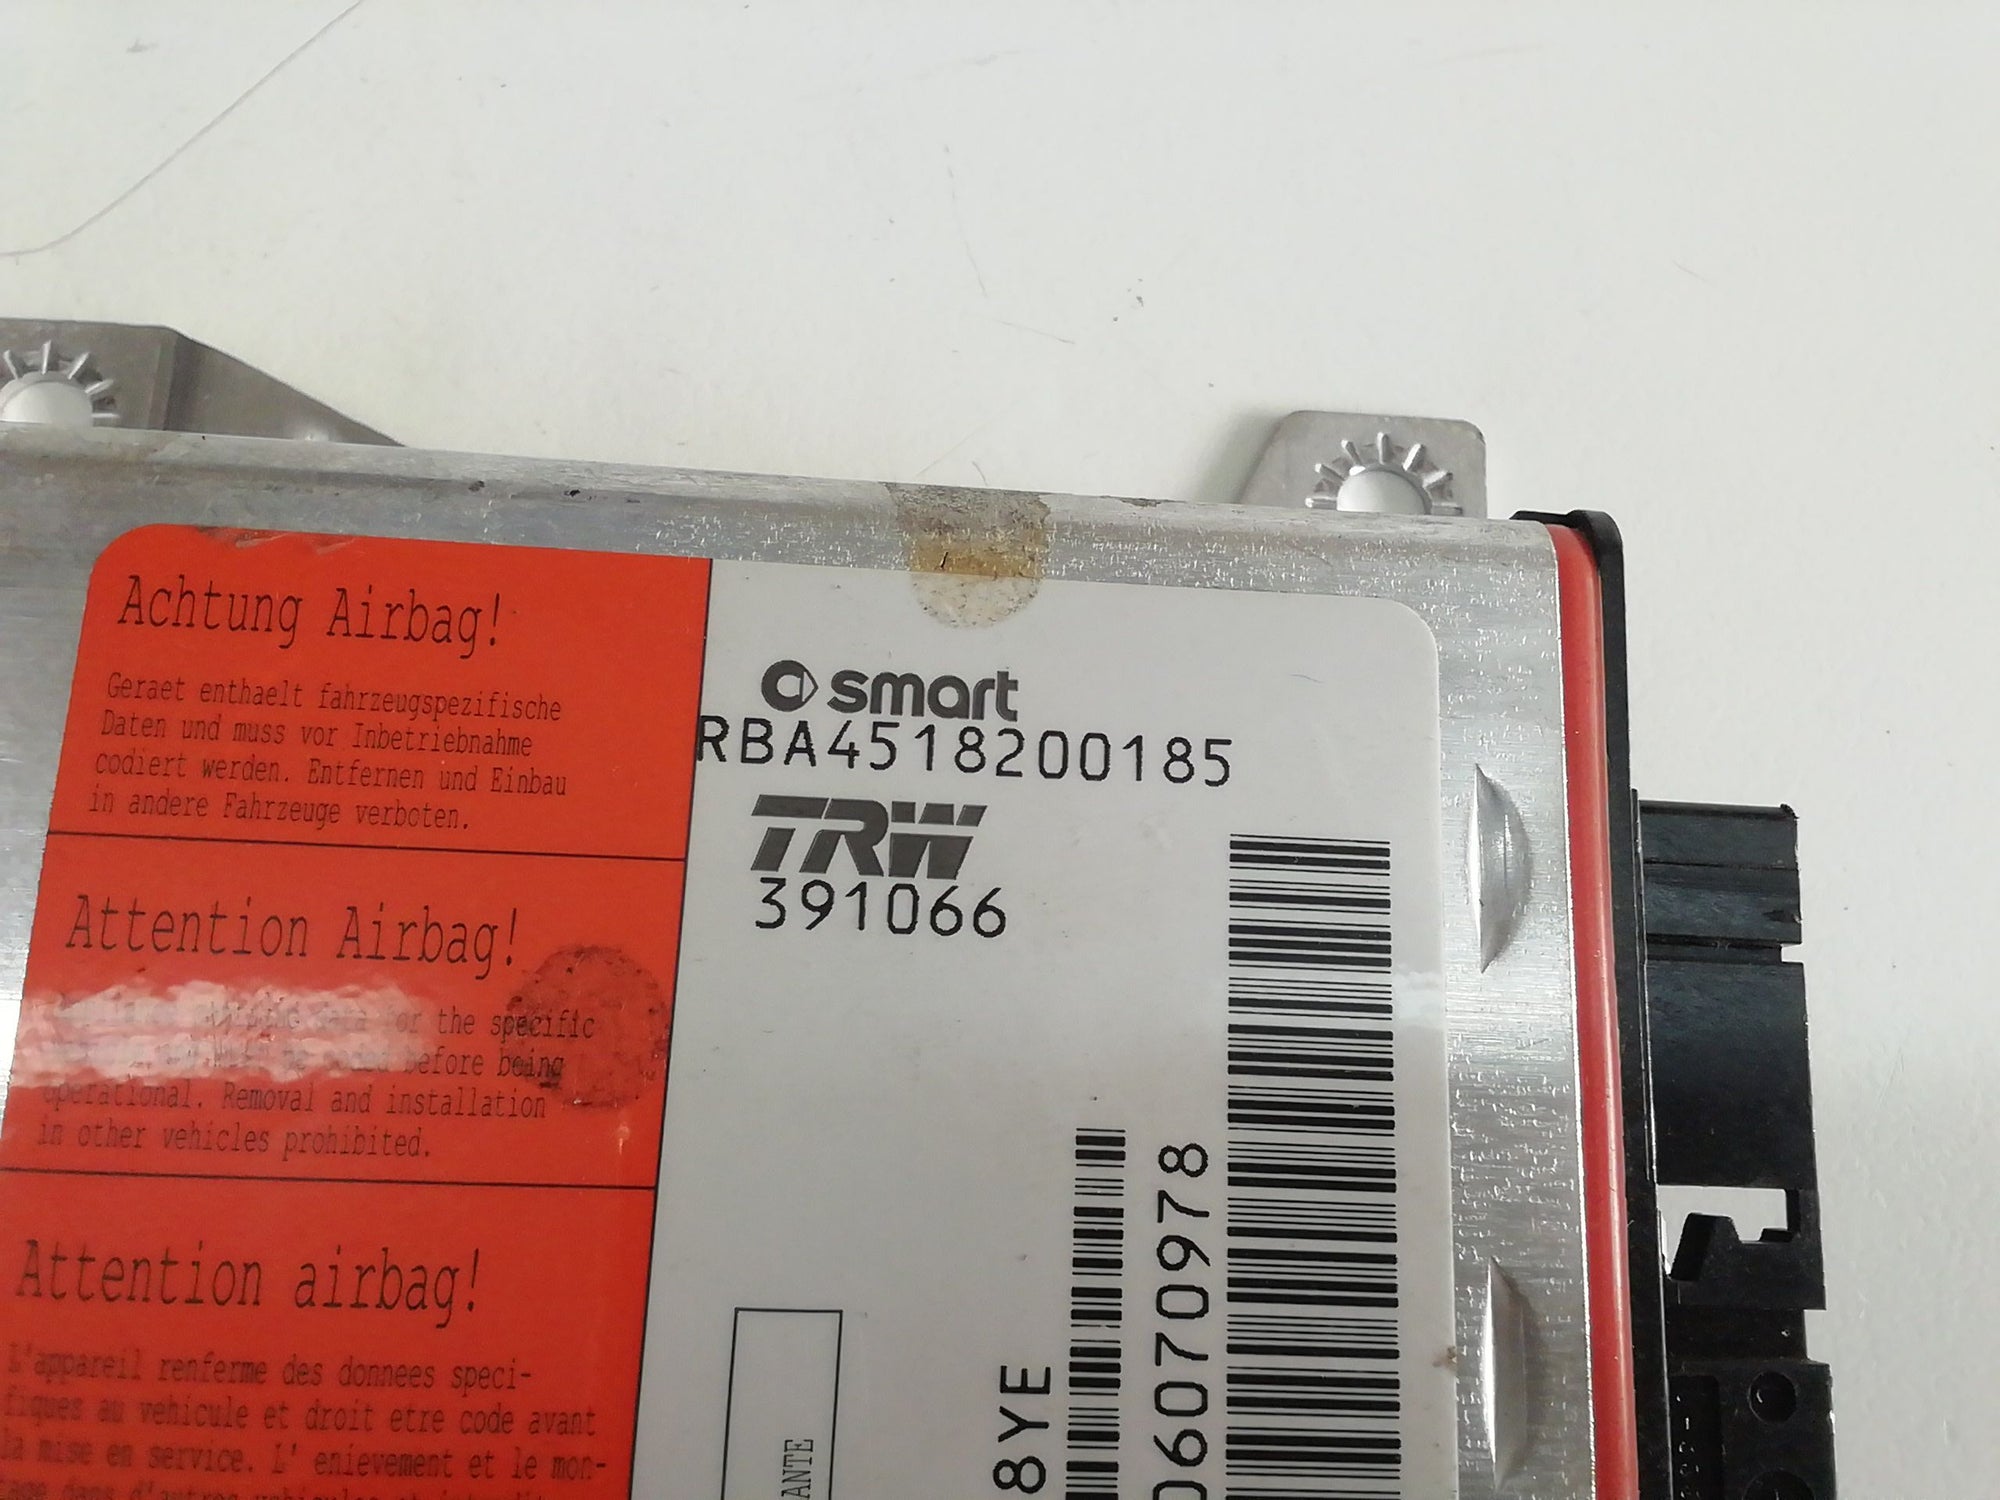 Achtung Airbag!
Geraet enthaelt fahrzeugspezifische
Daten und muss vor Inbetriebnahme
codiert werden. Entfernen und Einbau
in andere Fahrzeuge verboten.
Attention Airbag!
for the specific
before being
operational. Removal and installation
in other vehicles prohibited.
Attention airbag!
L'appareil renferme des donnees speci-
fiques au vehicule et droit etre code avant
la mise en service. L' enievement et le mon-
smart
RBA4518200185
TRW
391066
ANTE
8YE
06070978